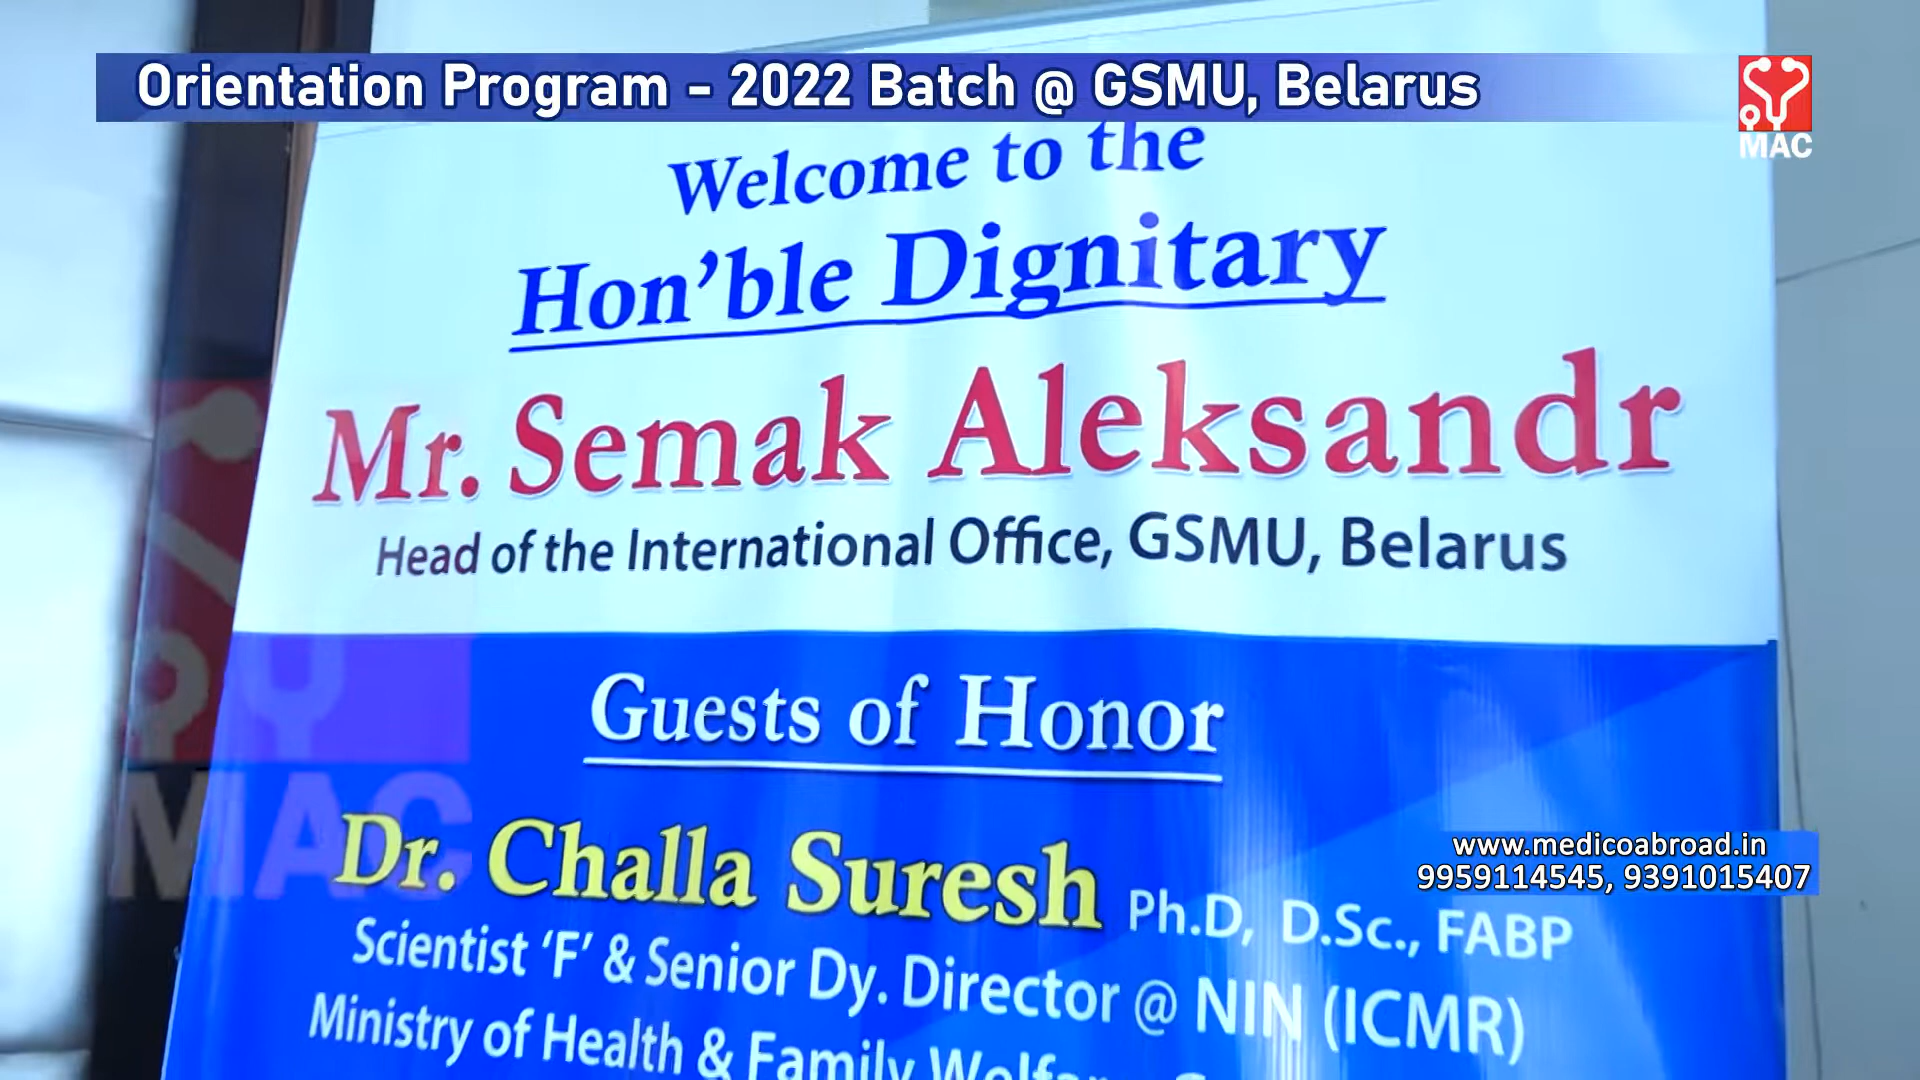 Orientation Program - 2022 Batch @ GSMU, Belarus
MAC
Welcome to the
Hon'ble Dignitary
Mr. Semak Aleksandr
Head of the International Office, GSMU, Belarus
Guests of Honor
MAC
Dr. Challa Suresh Ph.D, D.Sc., FABP
www.medicoabroad.in
9959114545, 9391015407
Scientist 'F' & Senior Dy. Director @ NIN (ICMR)
Ministry of Health & Family Welfare